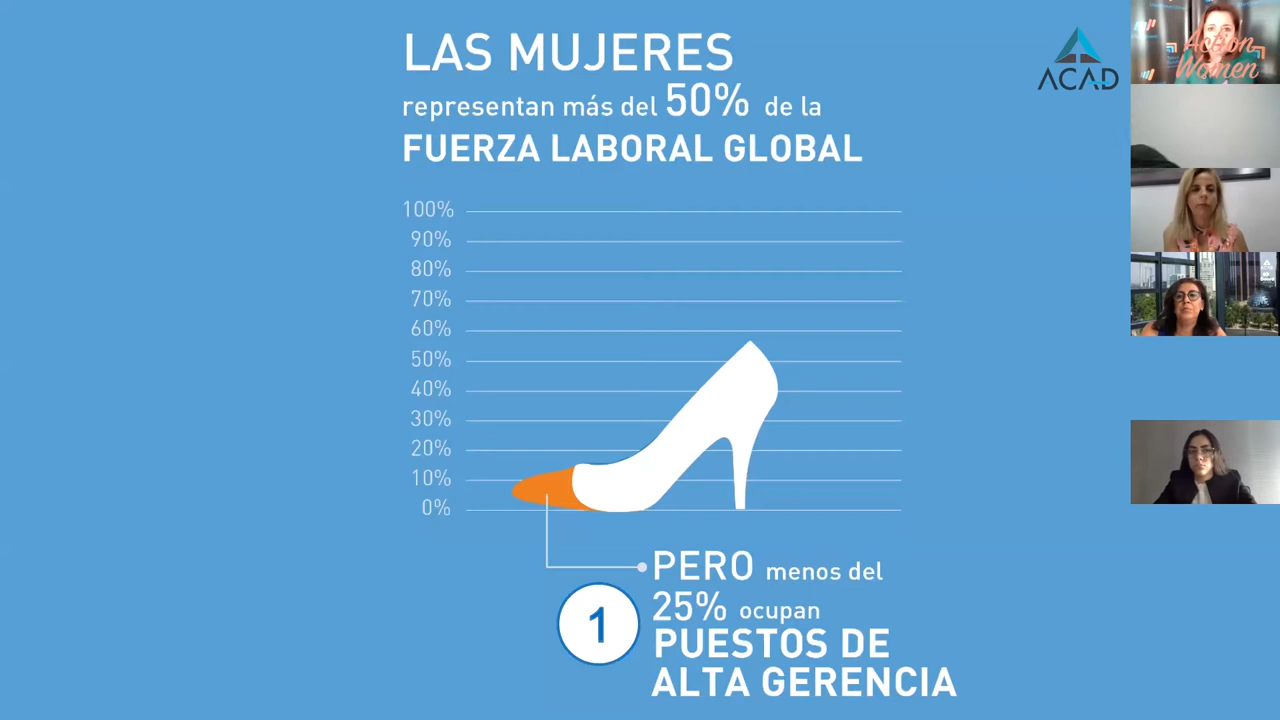 LAS MUJERES
representan más del 50% de la
FUERZA LABORAL GLOBAL
100%
90%
80%
70%
60%
50%
40%
30%
20%
10%
0%
PERO menos del
25% ocupan
PUESTOS DE
ALTA GERENCIA
1
ACAD
Action
Women